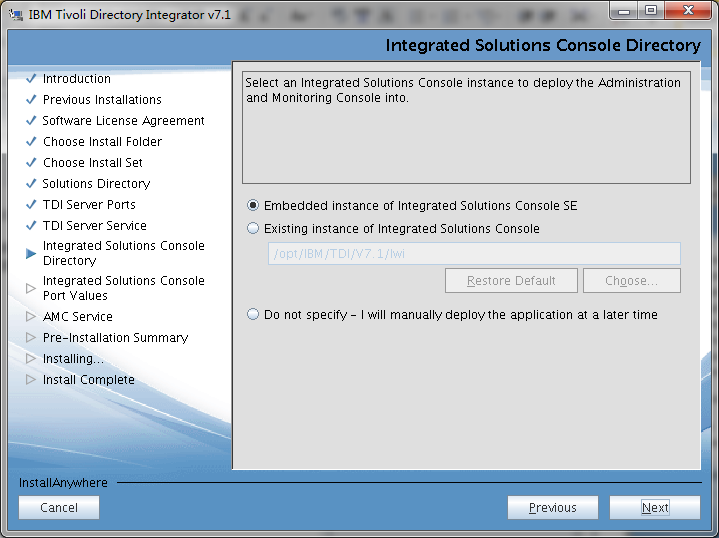 IBM Tivoli Directory Integrator v7.1
Integrated Solutions Console Directory
Introduction
Previous Installations
Software License Agreement
Choose Install Folder
Choose Install Set
Solutions Directory
TDI Server Ports
TDI Server Service
Integrated Solutions Console
Directory
Integrated Solutions Console
Port Values
AMC Service
Pre-Installation Summary
Installing...
Install Complete
Select an Integrated Solutions Console instance to deploy the Administration
and Monitoring Console into.
Embedded instance of Integrated Solutions Console SE
Existing instance of Integrated Solutions Console
/opt/IBM/TDI/V7.1/lwi
Restore Default
Choose...
Do not specify - I will manually deploy the application at a later time
InstallAnywhere
Cancel
Previous
Next